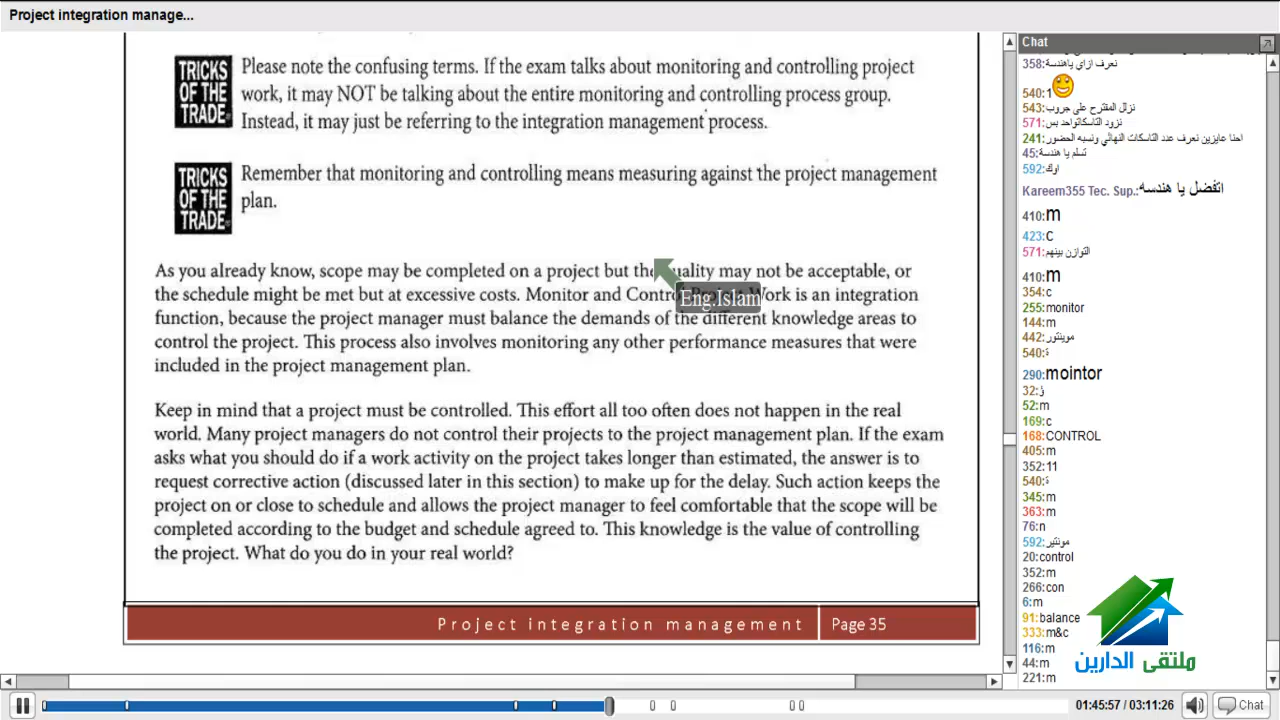 Project integration manage...
TRICKS OF THE TRADE
Please note the confusing terms. If the exam talks about monitoring and controlling project
work, it may NOT be talking about the entire monitoring and controlling process group.
Instead, it may just be referring to the integration management process.
TRICKS OF THE TRADE
Remember that monitoring and controlling means measuring against the project management
plan.
As you already know, scope may be completed on a project but the quality may not be acceptable, or
the schedule might be met but at excessive costs. Monitor and Control Project Work is an integration
function, because the project manager must balance the demands of the different knowledge areas to
control the project. This process also involves monitoring any other performance measures that were
included in the project management plan.
Eng.Islam
Keep in mind that a project must be controlled. This effort all too often does not happen in the real
world. Many project managers do not control their projects to the project management plan. If the exam
asks what you should do if a work activity on the project takes longer than estimated, the answer is to
request corrective action (discussed later in this section) to make up for the delay. Such action keeps the
project on or close to schedule and allows the project manager to feel comfortable that the scope will be
completed according to the budget and schedule agreed to. This knowledge is the value of controlling
the project. What do you do in your real world?
Project integration management Page 35
Chat
358: نعرف ازاي ياهندسة
540: 1
543: نزال المقترح على جروب
571: نزود التاسكاتواحد بس
241: احنا عايزين نعرف عدد التاسكات النهائي ونسبه الحضور
45: تسلم يا هندسة
592: اوك
Kareem355 Tec. Sup.: اتفضل يا هندسه
410: m
423: C
571: التوازن بينهم
410: m
354: c
255: monitor
144: m
442: موينتور
540: ة
290: mointor
32: ؤ
52: m
169: c
168: CONTROL
405: m
352: 11
540: ة
345: m
363: m
76: n
592: مونتير
20: control
352: m
266: con
6: m
91: balance
333: m&c
116: m
44: m
221: m
ملتقى الدارين
01:45:57 / 03:11:26
Chat